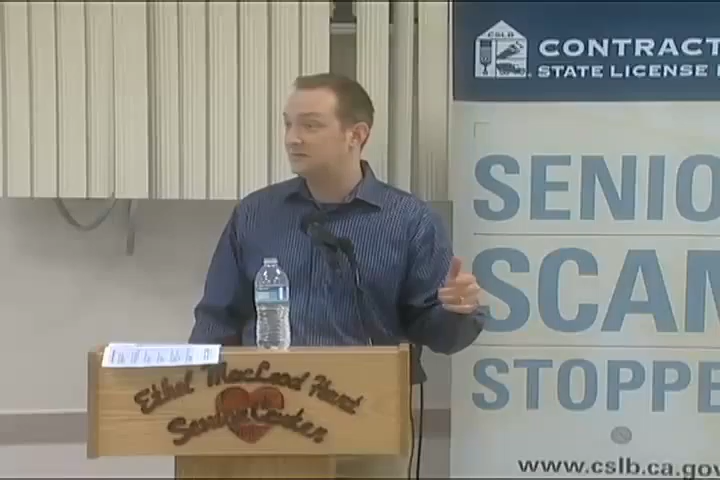 CSLB
CONTRACT
STATE LICENSE
SENIO
SCAM
STOPPE
www.cslb.ca.gov
Ethel MacLeod Hart
Senior Center